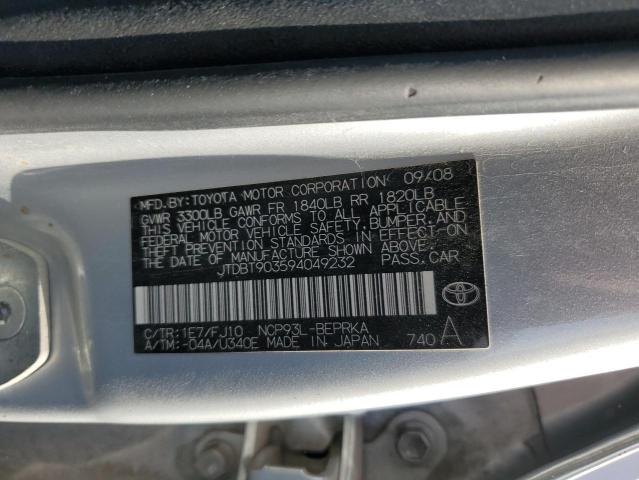 MFD.BY:TOYOTA MOTOR CORPORATION 09/08
GVWR 3300LB GAWR FR 1840LB RR 1820LB
THIS VEHICLE CONFORMS TO ALL APPLICABLE
FEDERAL MOTOR VEHICLE SAFETY,BUMPER,AND
THEFT PREVENTION STANDARDS IN EFFECT ON
THE DATE OF MANUFACTURE SHOWN ABOVE.
JTDBT903594049232 PASS.CAR
C/TR:1E7/FJ10 NCP93L-BEPRKA
A/TM:-04A/U340E MADE IN JAPAN 740 A